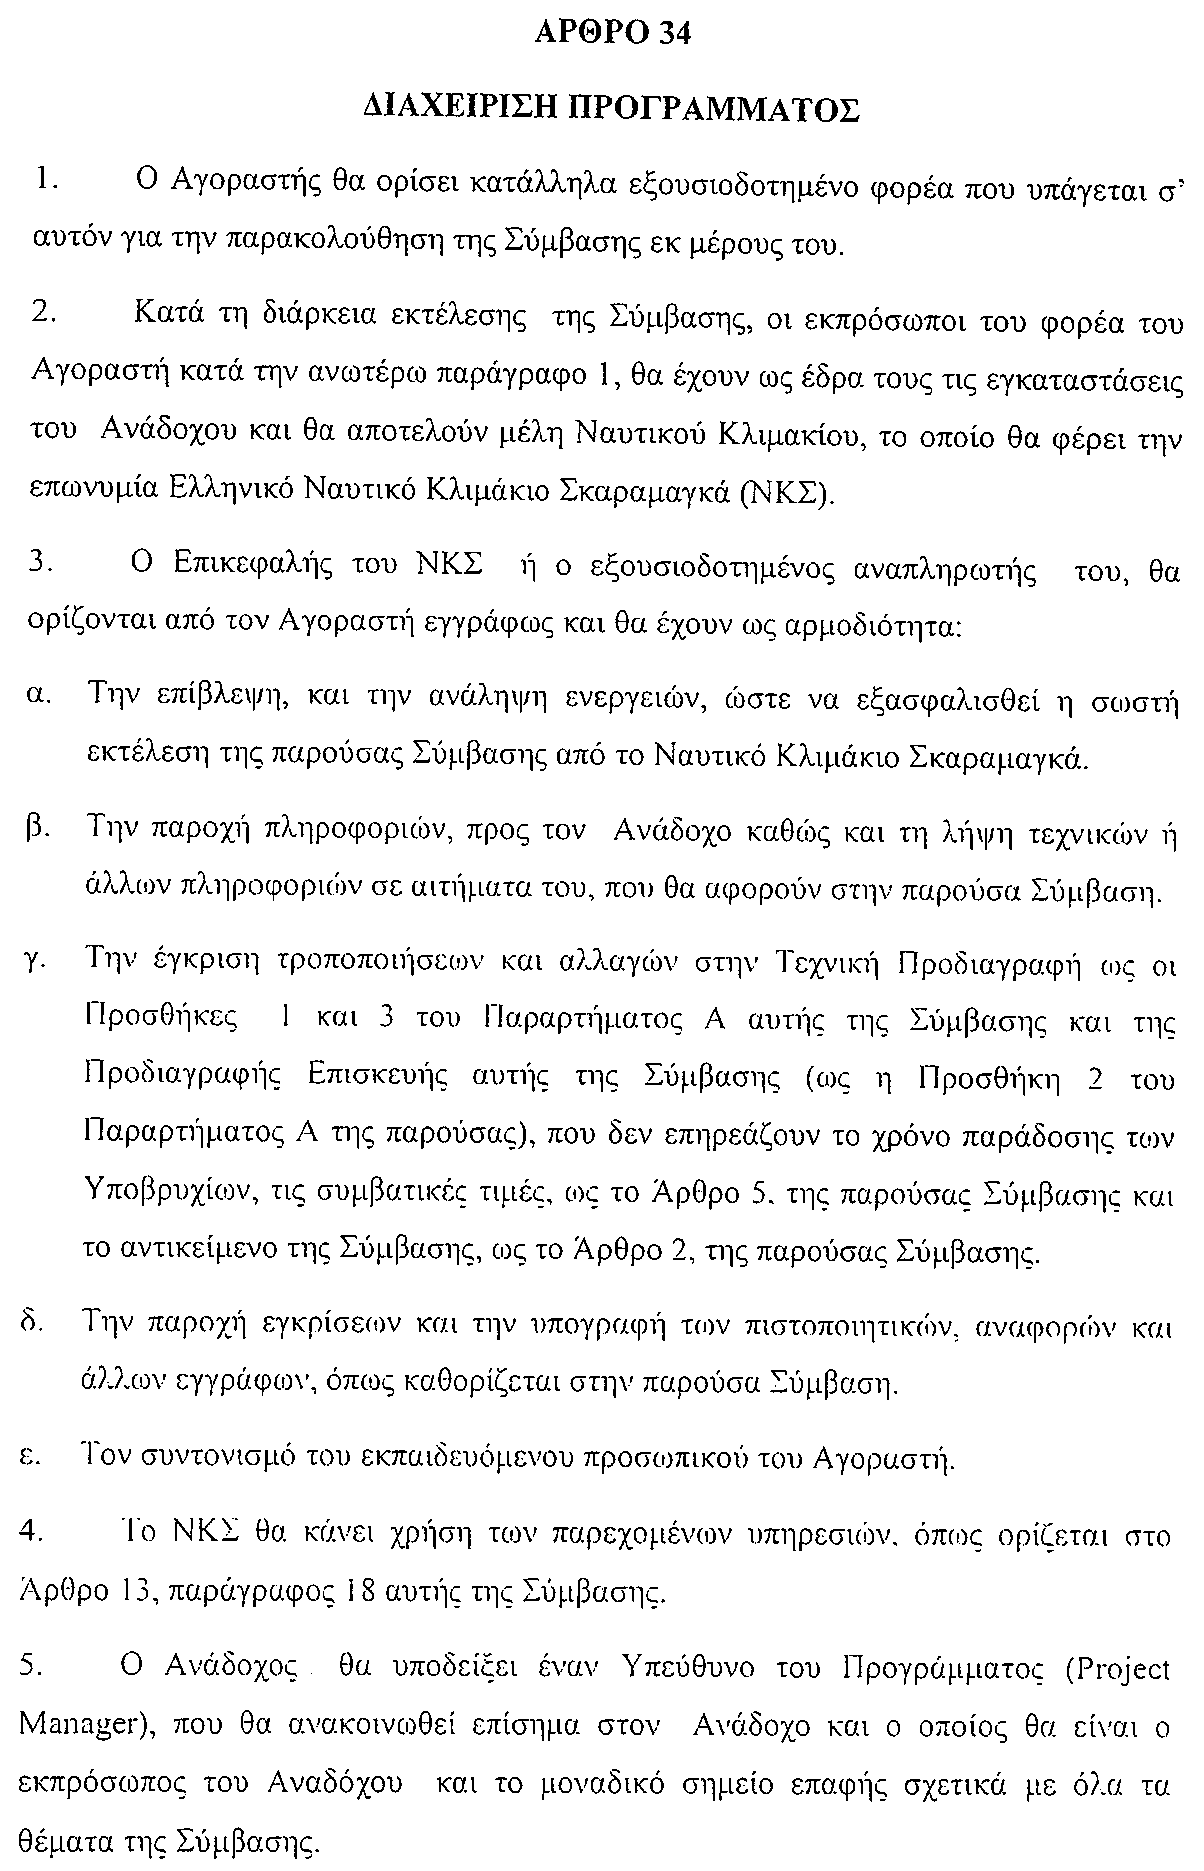 ΑΡΘΡΟ 34
ΔΙΑΧΕΙΡΙΣΗ ΠΡΟΓΡΑΜΜΑΤΟΣ
1. Ο Αγοραστής θα ορίσει κατάλληλα εξουσιοδοτημένο φορέα που υπάγεται σ’
αυτόν για την παρακολούθηση της Σύμβασης εκ μέρους του.
2. Κατά τη διάρκεια εκτέλεσης της Σύμβασης, οι εκπρόσωποι του φορέα του
Αγοραστή κατά την ανωτέρω παράγραφο 1, θα έχουν ως έδρα τους τις εγκαταστάσεις
του Ανάδοχου και θα αποτελούν μέλη Ναυτικού Κλιμακίου, το οποίο θα φέρει την
επωνυμία Ελληνικό Ναυτικό Κλιμάκιο Σκαραμαγκά (ΝΚΣ).
3. Ο Επικεφαλής του ΝΚΣ ή ο εξουσιοδοτημένος αναπληρωτής του, θα
ορίζονται από τον Αγοραστή εγγράφως και θα έχουν ως αρμοδιότητα:
α. Την επίβλεψη, και την ανάληψη ενεργειών, ώστε να εξασφαλισθεί η σωστή
εκτέλεση της παρούσας Σύμβασης από το Ναυτικό Κλιμάκιο Σκαραμαγκά.
β. Την παροχή πληροφοριών, προς τον Ανάδοχο καθώς και τη λήψη τεχνικών ή
άλλων πληροφοριών σε αιτήματα του, που θα αφορούν στην παρούσα Σύμβαση.
γ. Την έγκριση τροποποιήσεων και αλλαγών στην Τεχνική Προδιαγραφή ως οι
Προσθήκες 1 και 3 του Παραρτήματος Α αυτής της Σύμβασης και της
Προδιαγραφής Επισκευής αυτής της Σύμβασης (ως η Προσθήκη 2 του
Παραρτήματος Α της παρούσας), που δεν επηρεάζουν το χρόνο παράδοσης των
Υποβρυχίων, τις συμβατικές τιμές, ως το Άρθρο 5, της παρούσας Σύμβασης και
το αντικείμενο της Σύμβασης, ως το Άρθρο 2, της παρούσας Σύμβασης.
δ. Την παροχή εγκρίσεων και την υπογραφή των πιστοποιητικών, αναφορών και
άλλων εγγράφων, όπως καθορίζεται στην παρούσα Σύμβαση.
ε. Τον συντονισμό του εκπαιδευόμενου προσωπικού του Αγοραστή.
4. Το ΝΚΣ θα κάνει χρήση των παρεχομένων υπηρεσιών, όπως ορίζεται στο
Άρθρο 13, παράγραφος 18 αυτής της Σύμβασης.
5. Ο Ανάδοχος θα υποδείξει έναν Υπεύθυνο του Προγράμματος (Project
Manager), που θα ανακοινωθεί επίσημα στον Ανάδοχο και ο οποίος θα είναι ο
εκπρόσωπος του Αναδόχου και το μοναδικό σημείο επαφής σχετικά με όλα τα
θέματα της Σύμβασης.